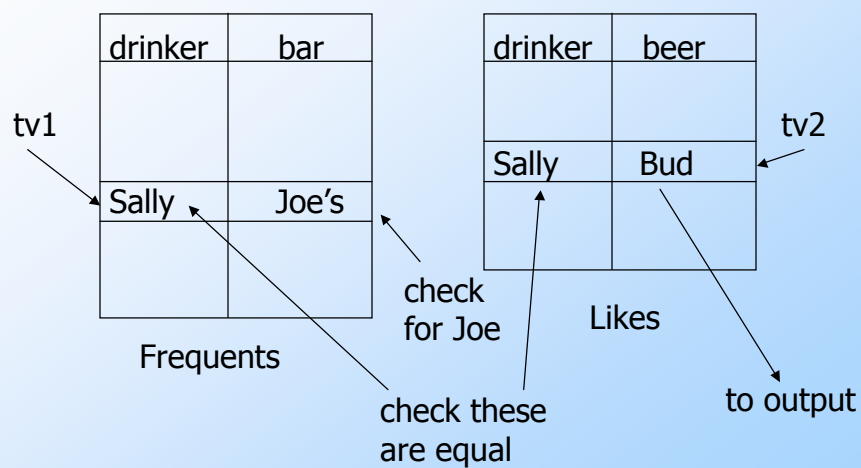 drinker bar
drinker beer
tv1
tv2
Sally Bud
Sally Joe’s
check
for Joe
Likes
Frequents
to output
check these
are equal